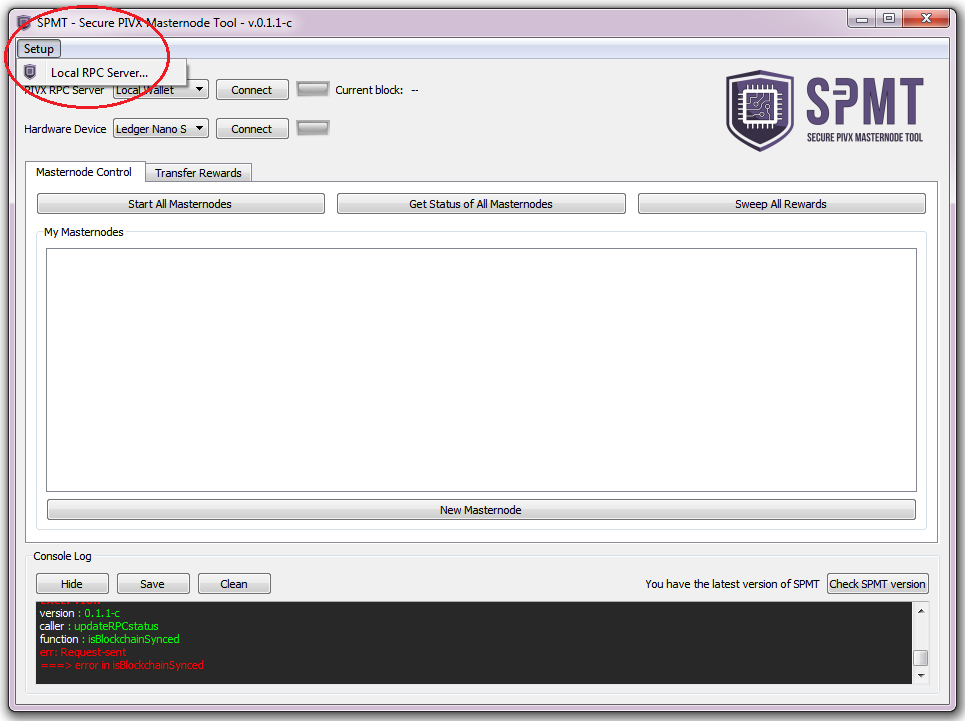 SPMT - Secure PIVX Masternode Tool - v.0.1.1-c
Setup
Local RPC Server...
PIVX RPC Server Local Wallet Connect Current block: --
Hardware Device Ledger Nano S Connect
SPMT
SECURE PIVX MASTERNODE TOOL
Masternode Control Transfer Rewards
Start All Masternodes Get Status of All Masternodes Sweep All Rewards
My Masternodes
New Masternode
Console Log
Hide Save Clean You have the latest version of SPMT Check SPMT version
version : 0.1.1-c
caller : updateRPCstatus
function : isBlockchainSynced
err: Request-sent
===> error in isBlockchainSynced